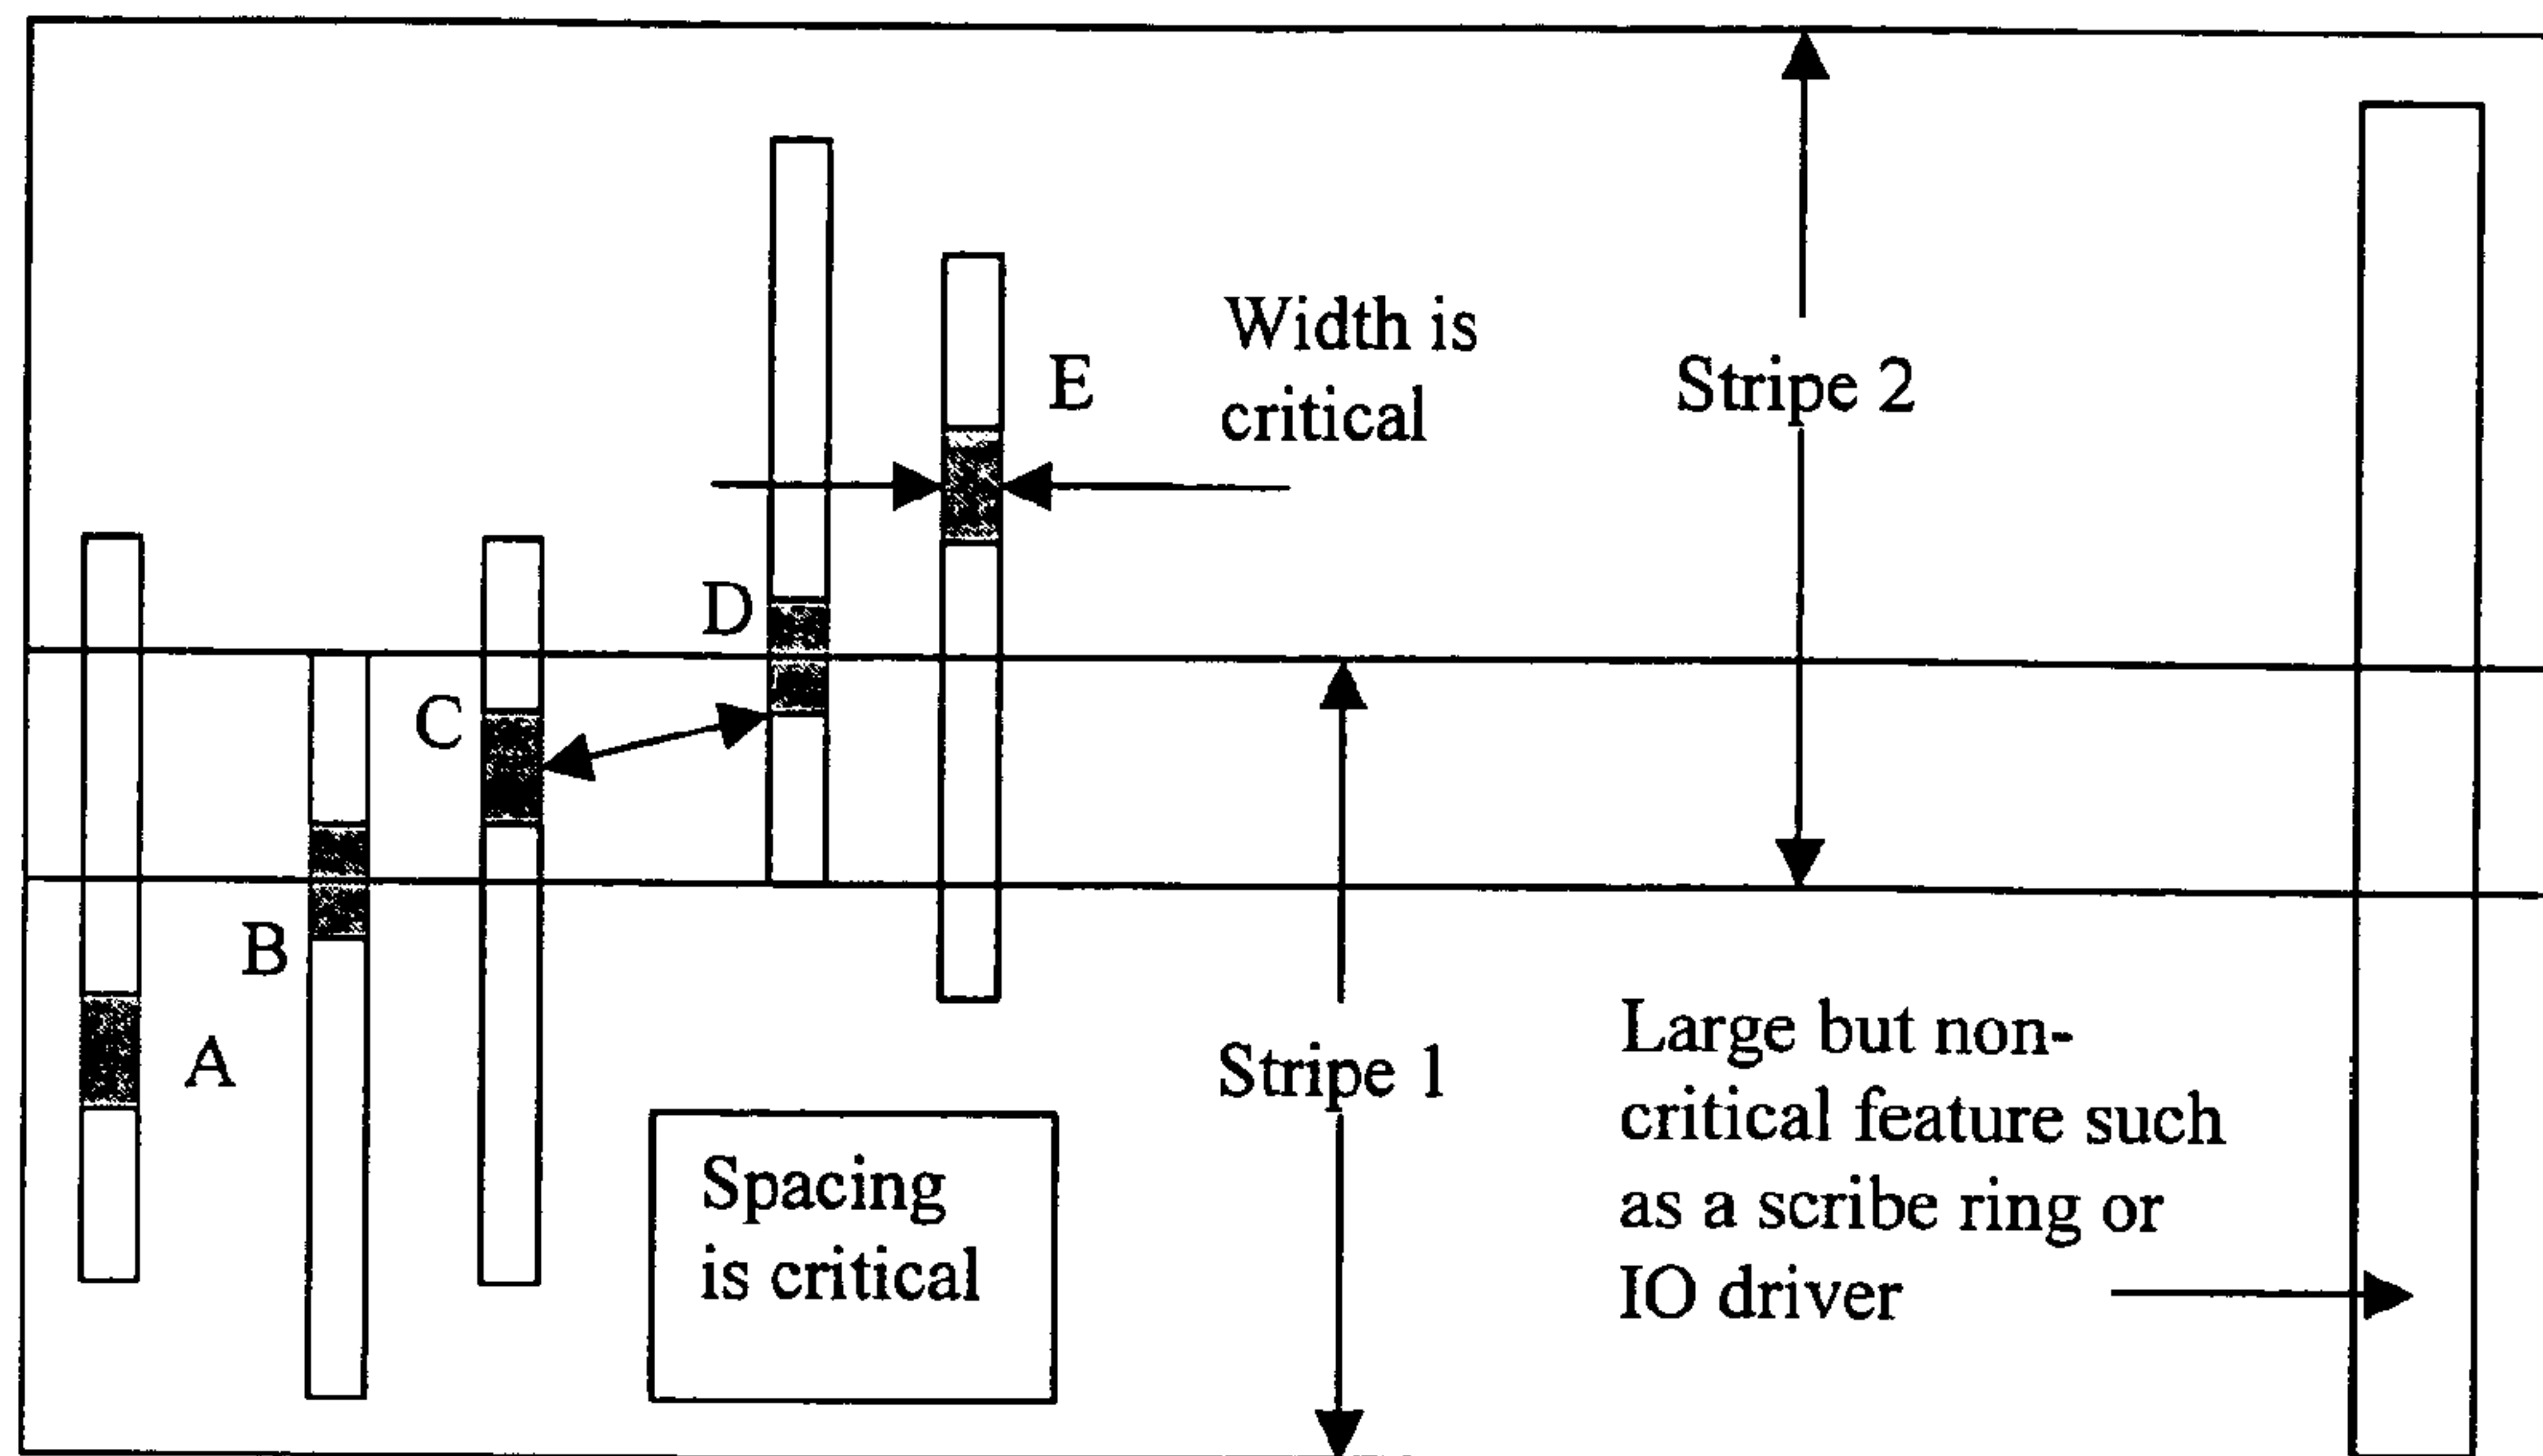 Width is
critical
E
Stripe 2
D
C
B
A
Stripe 1
Spacing
is critical
Large but non-
critical feature such
as a scribe ring or
IO driver